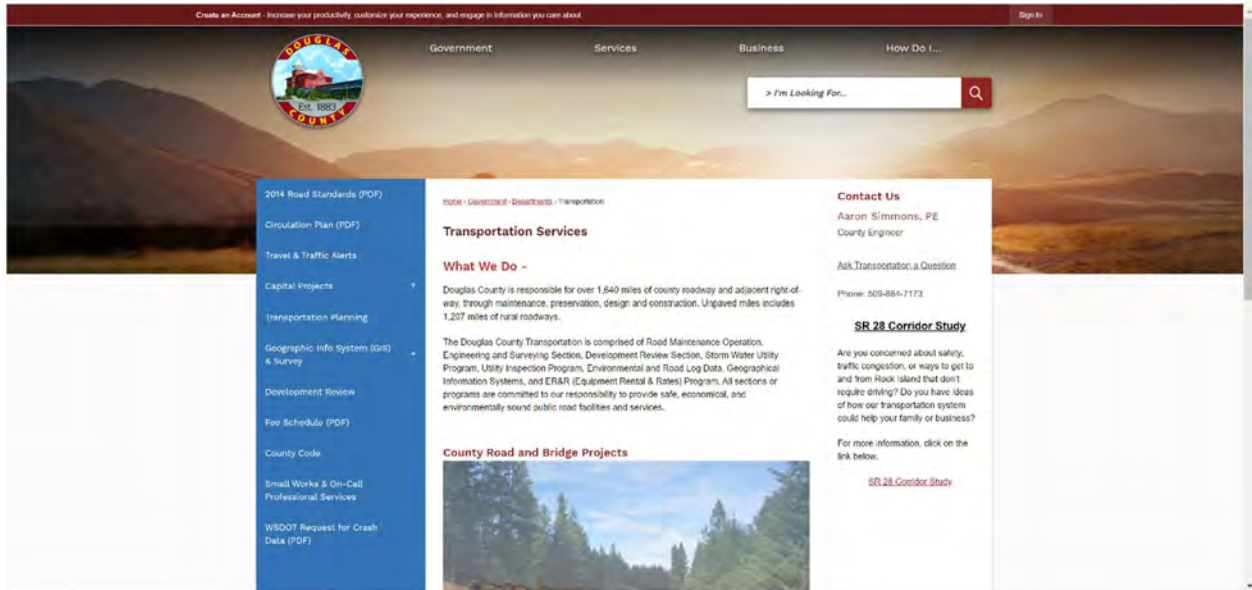 Create an Account - Increase your productivity, customize your experience, and engage in information you care about
Sign In
DOUGLAS
Est. 1883
COUNTY
Government
Services
Business
How Do I...
> I'm Looking For...
2014 Road Standards (PDF)
Circulation Plan (PDF)
Travel & Traffic Alerts
Capital Projects
+
Transportation Planning
Geographic Info System (GIS)
& Survey
+
Development Review
Fee Schedule (PDF)
County Code
Small Works & On-Call
Professional Services
WSDOT Request for Crash
Data (PDF)
Home › Government › Departments › Transportation
Transportation Services
What We Do -
Douglas County is responsible for over 1,640 miles of county roadway and adjacent right-of-
way, through maintenance, preservation, design and construction. Unpaved miles includes
1,207 miles of rural roadways.
The Douglas County Transportation is comprised of Road Maintenance Operation,
Engineering and Surveying Section, Development Review Section, Storm Water Utility
Program, Utility Inspection Program, Environmental and Road Log Data, Geographical
Information Systems, and ER&R (Equipment Rental & Rates) Program. All sections or
programs are committed to our responsibility to provide safe, economical, and
environmentally sound public road facilities and services.
County Road and Bridge Projects
Contact Us
Aaron Simmons, PE
County Engineer
Ask Transportation a Question
Phone: 509-884-7173
SR 28 Corridor Study
Are you concerned about safety,
traffic congestion, or ways to get to
and from Rock Island that don't
require driving? Do you have ideas
of how our transportation system
could help your family or business?
For more information, click on the
link below.
SR 28 Corridor Study